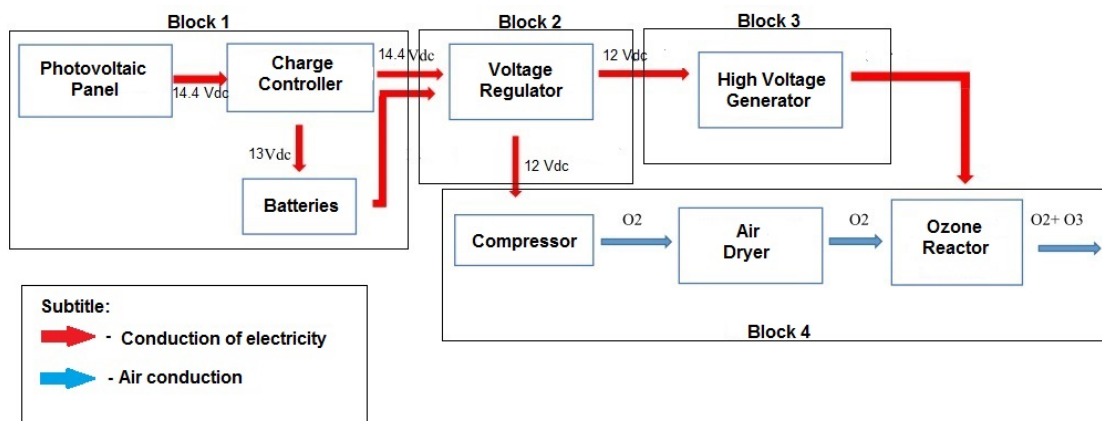 Block 1
Block 2
Block 3
Photovoltaic
Panel
14.4 Vdc
Charge
Controller
14.4 Vdc
Voltage
Regulator
12 Vdc
High Voltage
Generator
13Vdc
Batteries
12 Vdc
Compressor
O2
Air
Dryer
O2
Ozone
Reactor
O2+ O3
Block 4
Subtitle:
- Conduction of electricity
- Air conduction